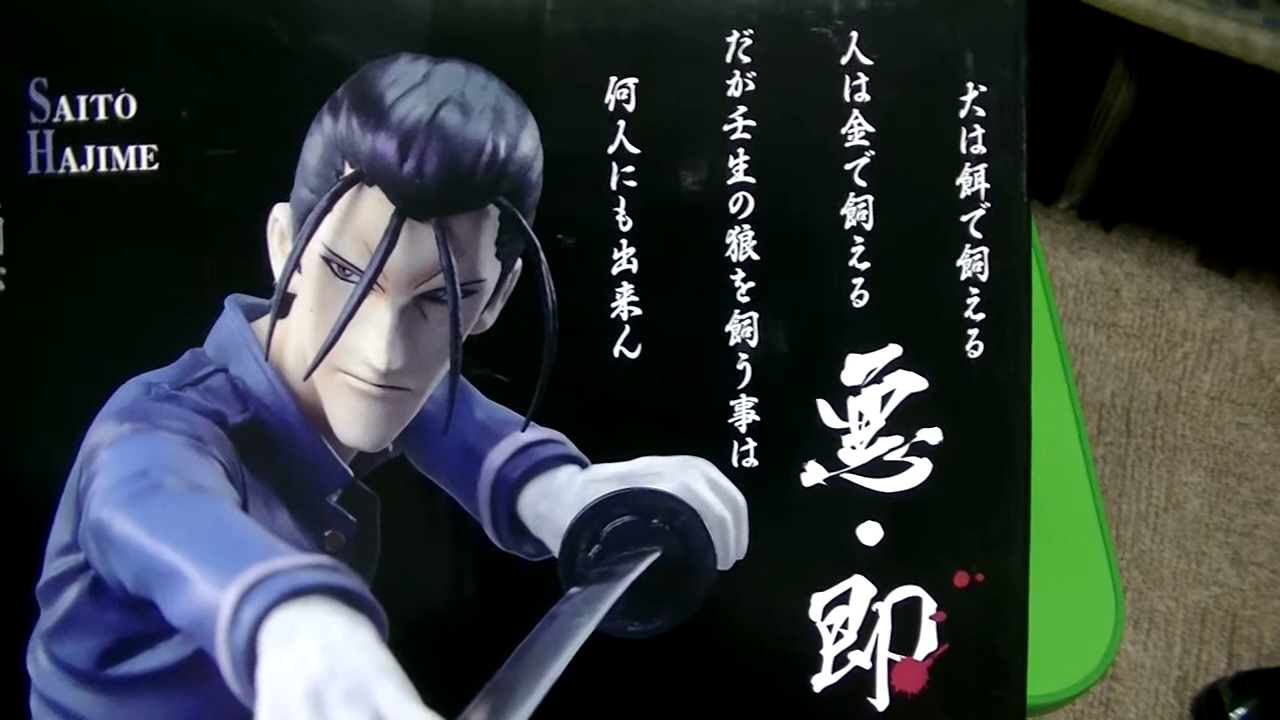 SAITŌ
HAJIME
犬は餌で飼える
人は金で飼える
だが壬生の狼を飼う事は
何人にも出来ん
悪・即